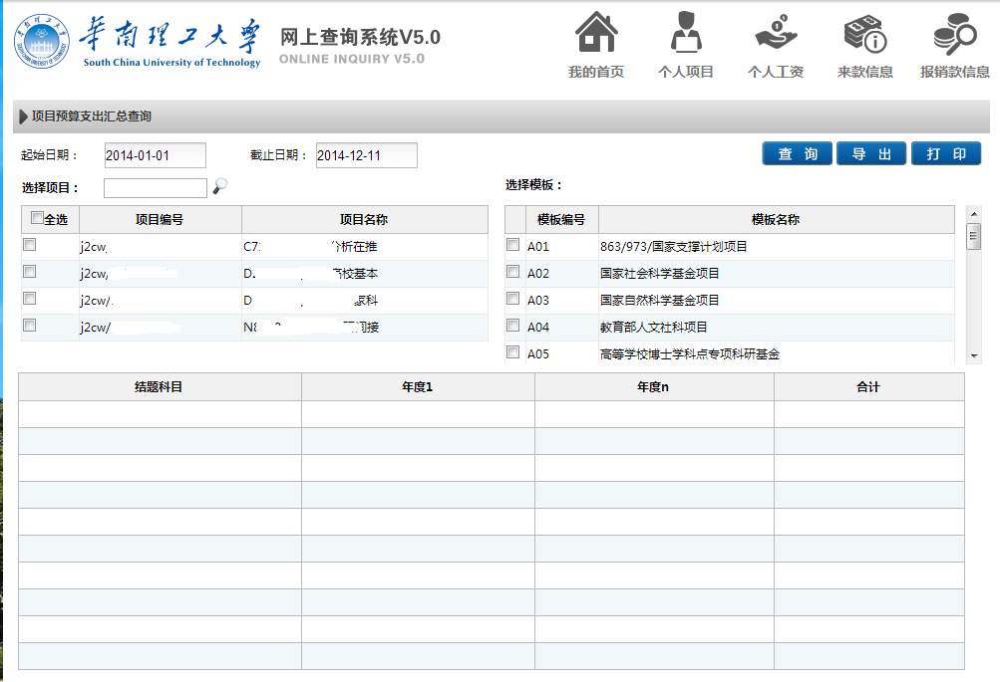 华南理工大学
South China University of Technology
网上查询系统V5.0
ONLINE INQUIRY V5.0
我的首页 个人项目 个人工资 来款信息 报销款信息
项目预算支出汇总查询
起始日期： 2014-01-01 截止日期： 2014-12-11 查 询 导 出 打 印
选择项目： 选择模板：
全选 项目编号 项目名称 模板编号 模板名称
j2cw, 分析在推 A01 863/973/国家支撑计划项目
j2cw/ 高校基本 A02 国家社会科学基金项目
j2cw/ D 科 A03 国家自然科学基金项目
j2cw/ 间接 A04 教育部人文社科项目
A05 高等学校博士学科点专项科研基金
结题科目 年度1 年度n 合计